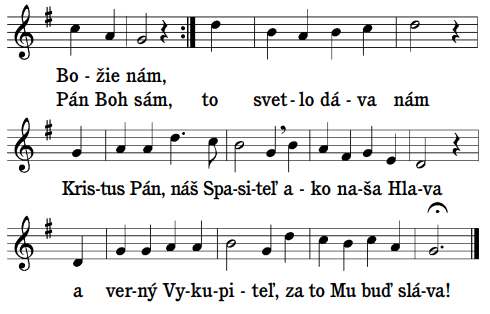 Bo - žie nám,
Pán Boh sám, to svet - lo dá - va nám
Kris - tus Pán, náš Spa - si - teľ a - ko na - ša Hla - va
a ver - ný Vy - ku - pi - teľ, za to Mu buď slá - va!